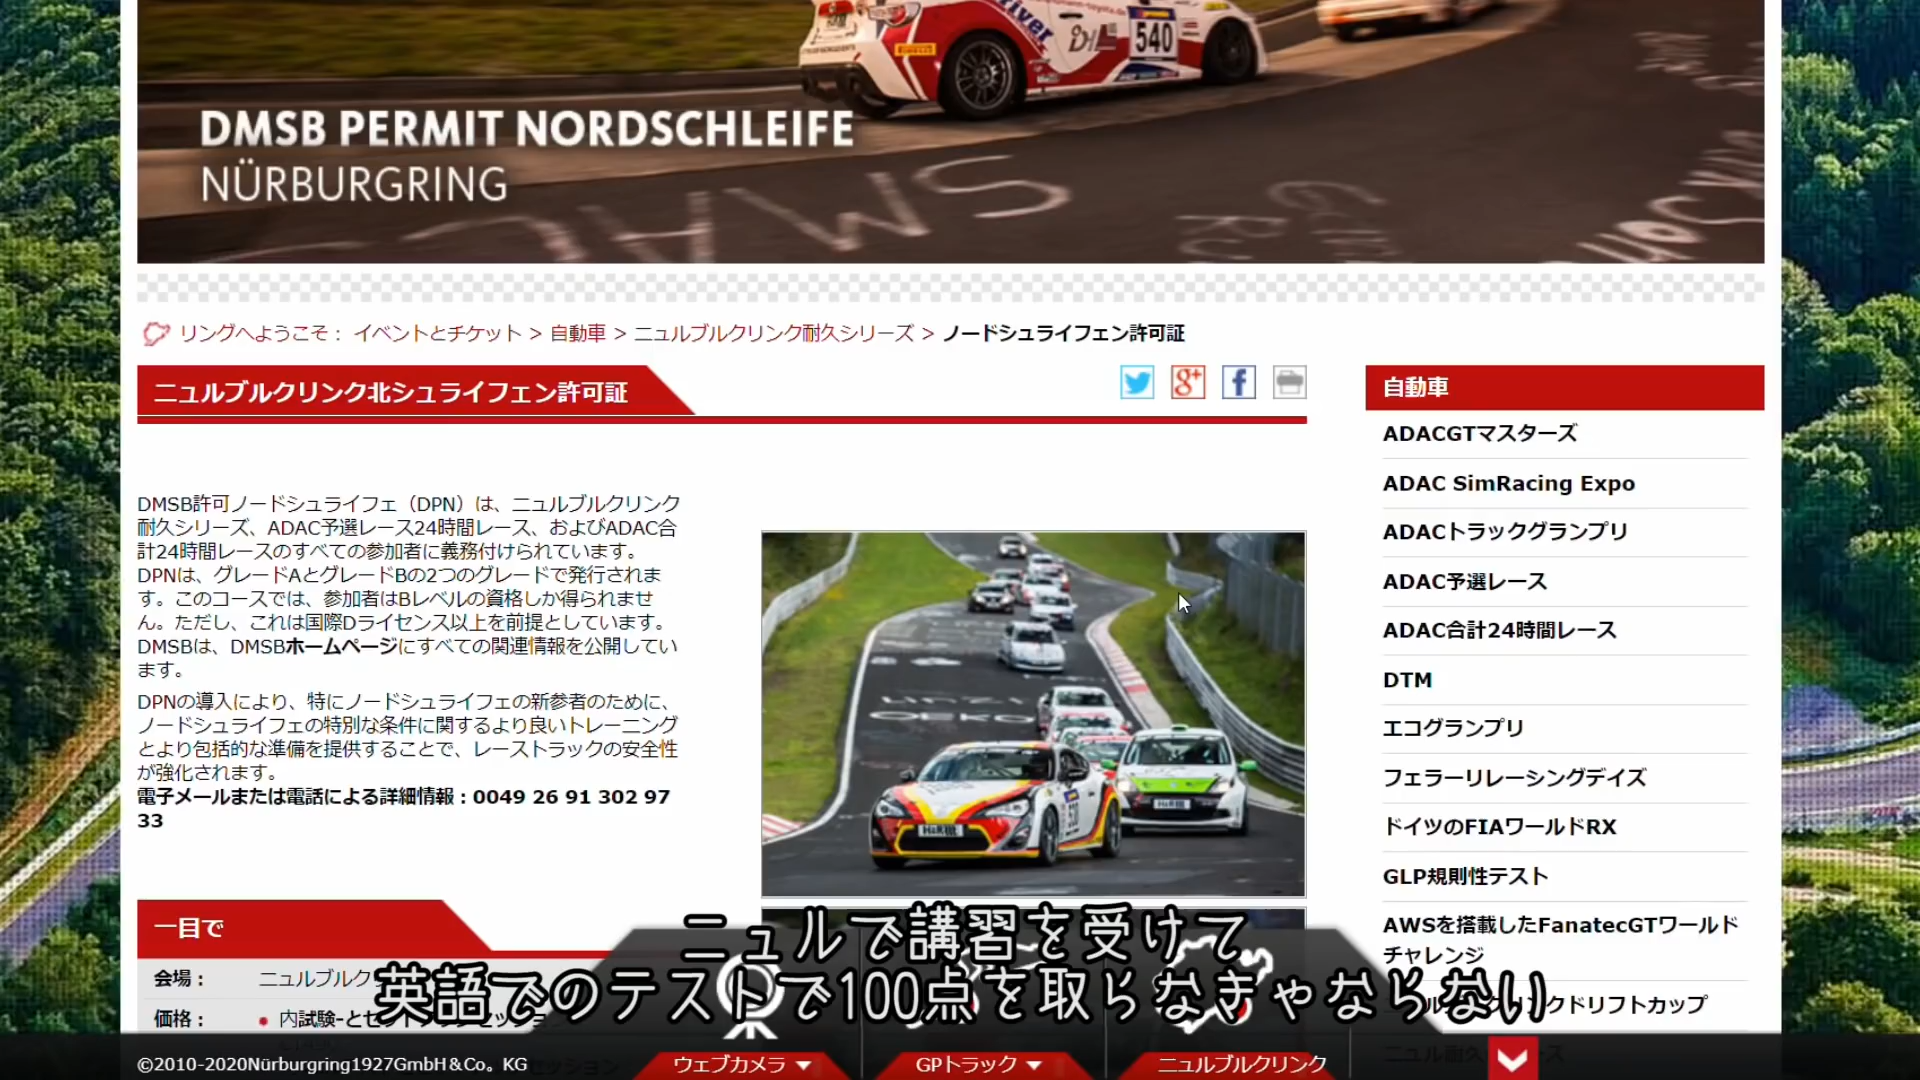 540
DMSB PERMIT NORDSCHLEIFE
NÜRBURGRING
リングへようこそ： イベントとチケット > 自動車 > ニュルブルクリンク耐久シリーズ > ノードシュライフェン許可証
ニュルブルクリンク北シュライフェン許可証
DMSB許可ノードシュライフェ（DPN）は、ニュルブルクリンク
耐久シリーズ、ADAC予選レース24時間レース、およびADAC合
計24時間レースのすべての参加者に義務付けられています。
DPNは、グレードAとグレードBの2つのグレードで発行されま
す。このコースでは、参加者はBレベルの資格しか得られませ
ん。ただし、これは国際Dライセンス以上を前提としています。
DMSBは、DMSBホームページにすべての関連情報を公開してい
ます。
DPNの導入により、特にノードシュライフェの新参者のために、
ノードシュライフェの特別な条件に関するより良いトレーニング
とより包括的な準備を提供することで、レーストラックの安全性
が強化されます。
電子メールまたは電話による詳細情報：0049 26 91 302 97
33
自動車
ADACGTマスターズ
ADAC SimRacing Expo
ADACトラックグランプリ
ADAC予選レース
ADAC合計24時間レース
DTM
エコグランプリ
フェラーリレーシングデイズ
ドイツのFIAワールドRX
GLP規則性テスト
AWSを搭載したFanatecGTワールド
チャレンジ
一目で
会場：
ニュルブルク
価格：
ニュルで講習を受けて
英語でのテストで100点を取らなきゃならない
©2010-2020Nürburgring1927GmbH＆Co。KG
ウェブカメラ
GPトラック
ニュルブルクリンク